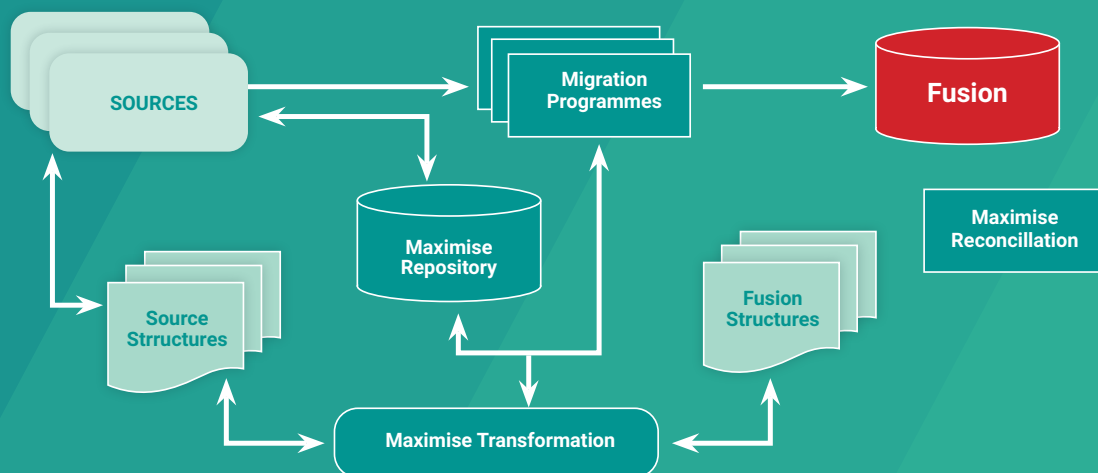 SOURCES
Migration
Programmes
Fusion
Maximise
Repository
Maximise
Reconcillation
Source
Strructures
Fusion
Structures
Maximise Transformation